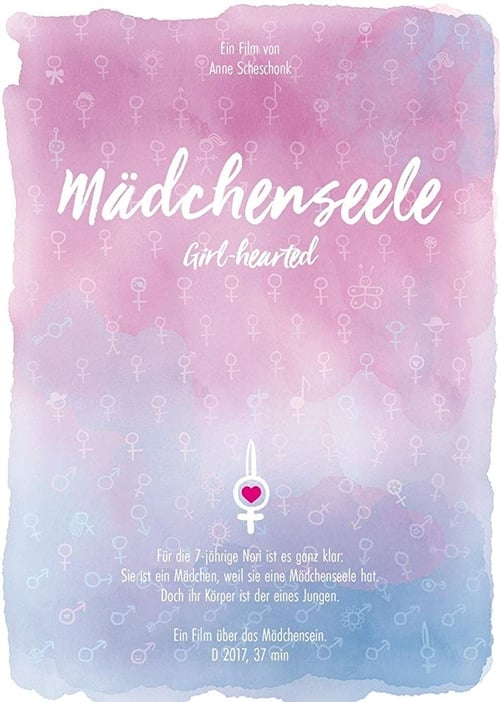 Ein Film von
Anne Scheschonk
Mädchenseele
Girl-hearted
Für die 7-jährige Nori ist es ganz klar:
Sie ist ein Mädchen, weil sie eine Mädchenseele hat.
Doch ihr Körper ist der eines Jungen.
Ein Film über das Mädchensein.
D 2017, 37 min